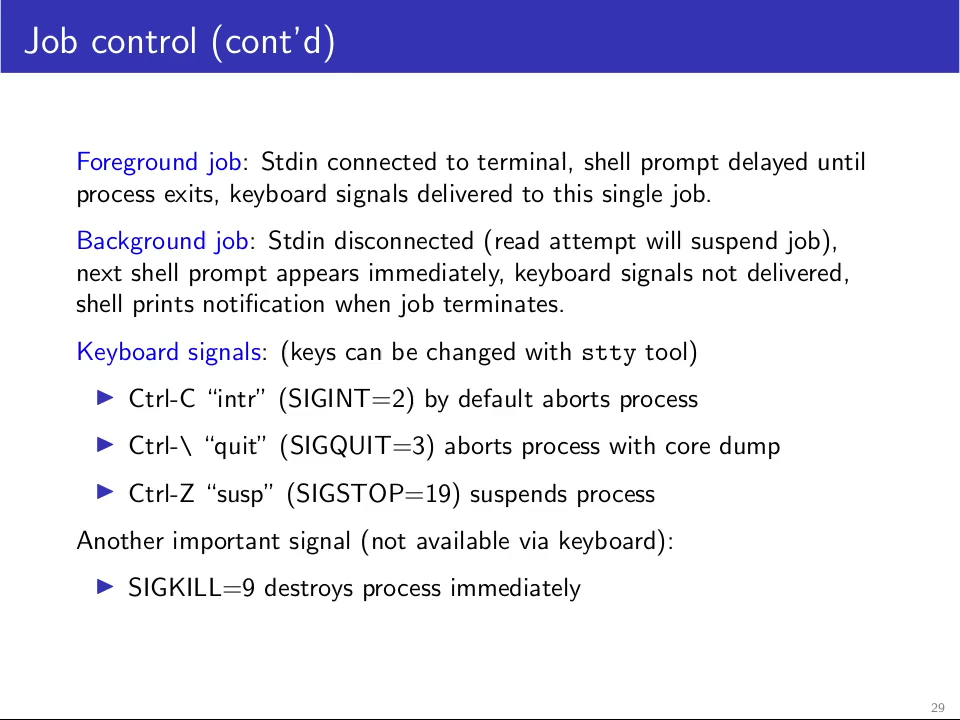 Job control (cont’d)
Foreground job: Stdin connected to terminal, shell prompt delayed until
process exits, keyboard signals delivered to this single job.
Background job: Stdin disconnected (read attempt will suspend job),
next shell prompt appears immediately, keyboard signals not delivered,
shell prints notification when job terminates.
Keyboard signals: (keys can be changed with stty tool)
▶ Ctrl-C “intr” (SIGINT=2) by default aborts process
▶ Ctrl-\ “quit” (SIGQUIT=3) aborts process with core dump
▶ Ctrl-Z “susp” (SIGSTOP=19) suspends process
Another important signal (not available via keyboard):
▶ SIGKILL=9 destroys process immediately
29